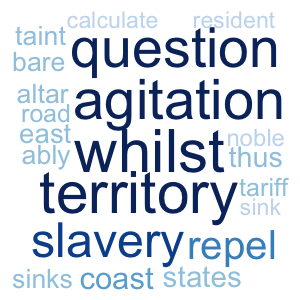 calculate resident
taint question
bare
altar agitation
road
east whilst noble
ably thus
territory tariff
sink
slavery repel
sinks coast states